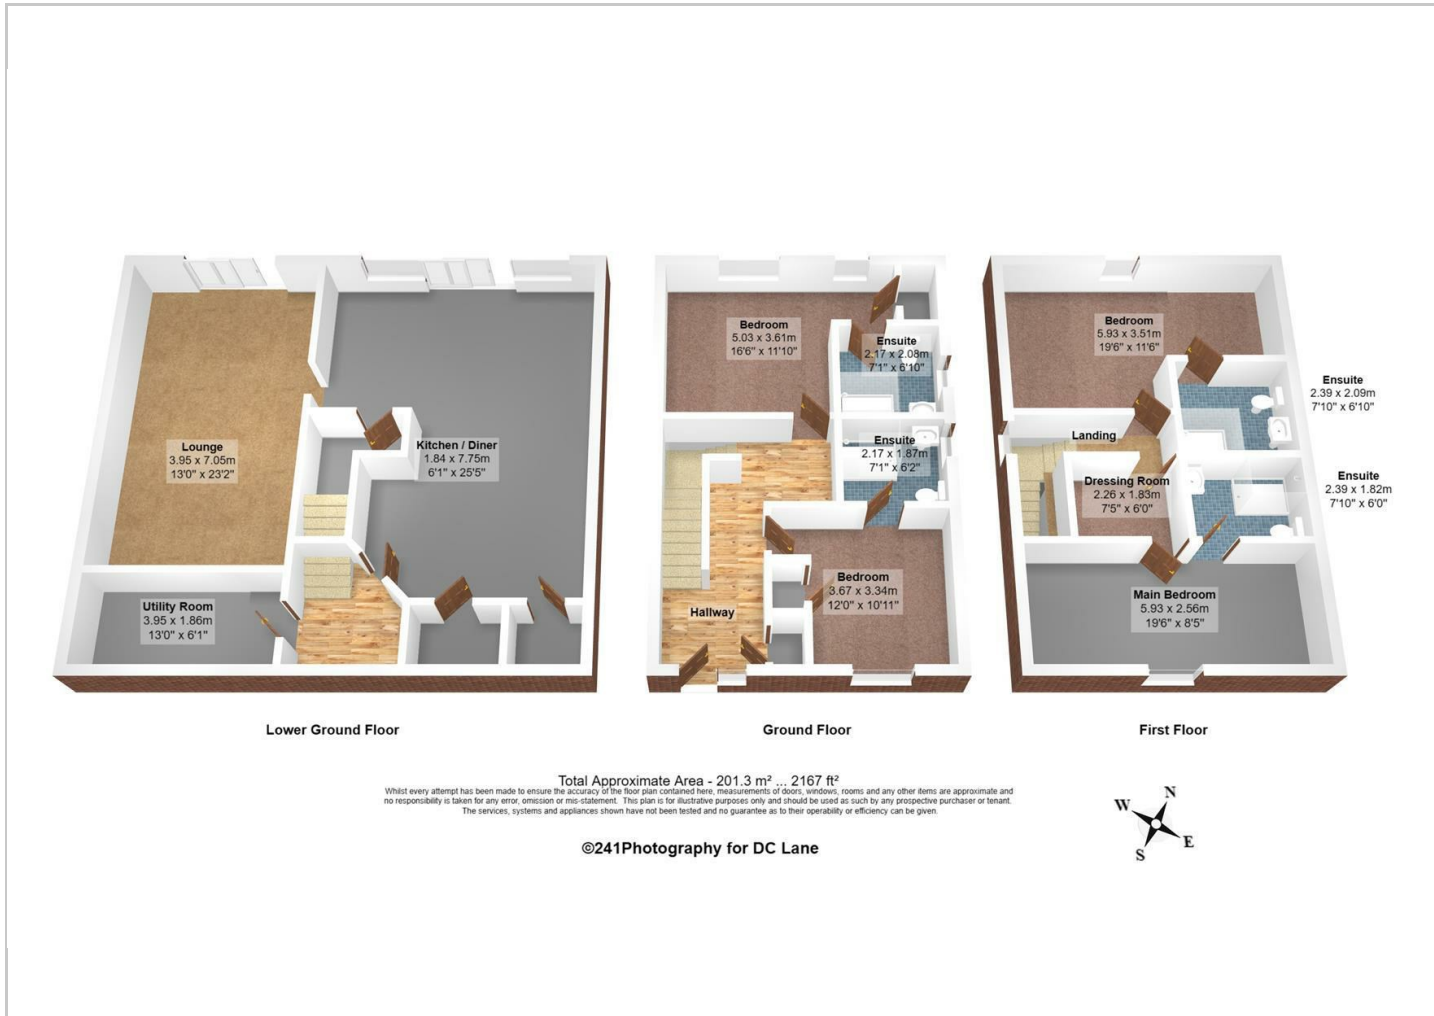 Lounge
3.95 x 7.05m
13'0" x 23'2"
Kitchen / Diner
1.84 x 7.75m
6'1" x 25'5"
Utility Room
3.95 x 1.86m
13'0" x 6'1"
Lower Ground Floor
Bedroom
5.03 x 3.61m
16'6" x 11'10"
Ensuite
2.17 x 2.08m
7'1" x 6'10"
Ensuite
2.17 x 1.87m
7'1" x 6'2"
Bedroom
3.67 x 3.34m
12'0" x 10'11"
Hallway
Ground Floor
Bedroom
5.93 x 3.51m
19'6" x 11'6"
Ensuite
2.39 x 2.09m
7'10" x 6'10"
Landing
Dressing Room
2.26 x 1.83m
7'5" x 6'0"
Ensuite
2.39 x 1.82m
7'10" x 6'0"
Main Bedroom
5.93 x 2.56m
19'6" x 8'5"
First Floor
Total Approximate Area - 201.3 m² ... 2167 ft²
Whilst every attempt has been made to ensure the accuracy of the floor plan contained here, measurements of doors, windows, rooms and any other items are approximate and
no responsibility is taken for any error, omission or mis-statement. This plan is for illustrative purposes only and should be used as such by any prospective purchaser or tenant.
The services, systems and appliances shown have not been tested and no guarantee as to their operability or efficiency can be given.
©241Photography for DC Lane
N
W
E
S